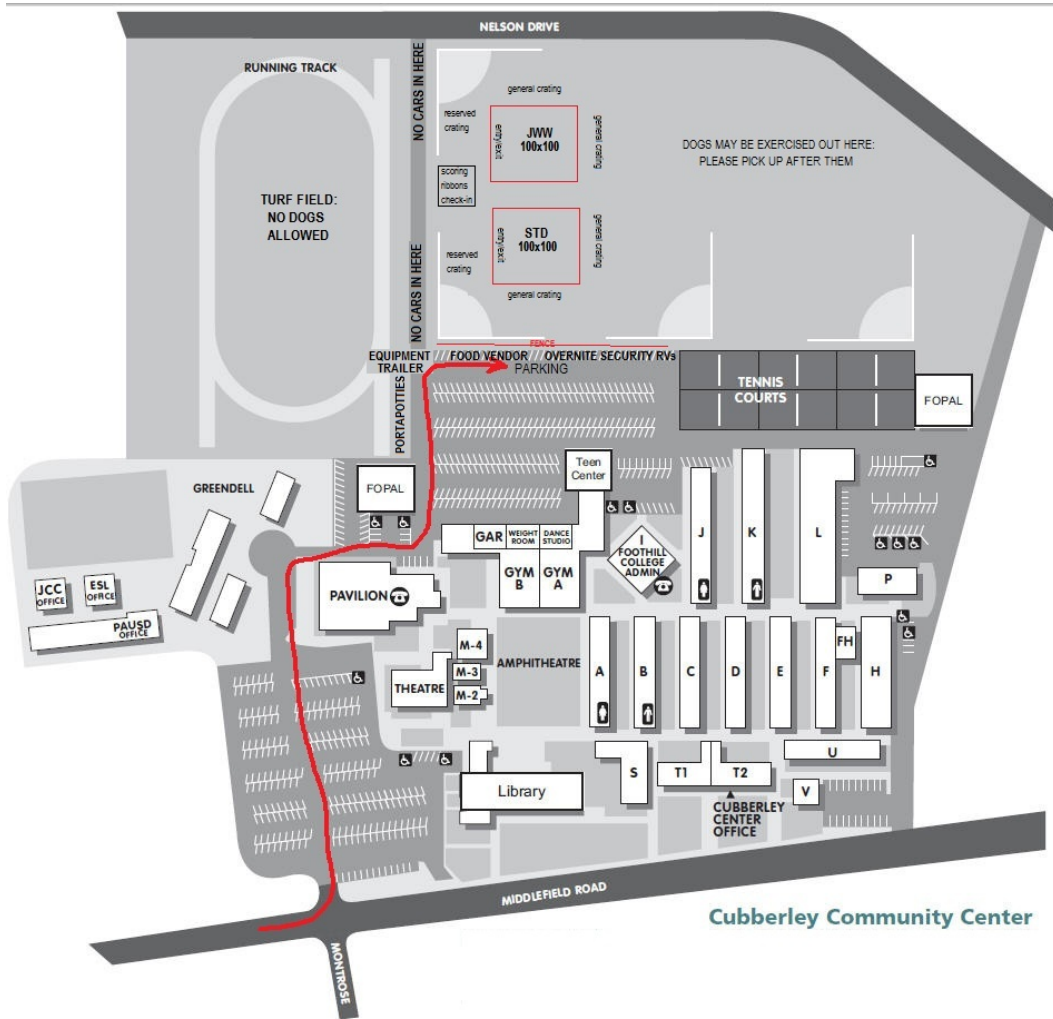 NELSON DRIVE
RUNNING TRACK
NO CARS IN HERE
general crating
reserved
crating
entry/exit
JWW
100x100
general crating
DOGS MAY BE EXERCISED OUT HERE:
PLEASE PICK UP AFTER THEM
scoring
ribbons
check-in
TURF FIELD:
NO DOGS
ALLOWED
NO CARS IN HERE
reserved
crating
entry/exit
STD
100x100
general crating
general crating
FENCE
EQUIPMENT
TRAILER
FOOD VENDOR
OVERNITE SECURITY RVs
PARKING
PORTAPOTTIES
TENNIS
COURTS
FOPAL
GREENDELL
FOPAL
Teen
Center
GAR
WEIGHT
ROOM
DANCE
STUDIO
GYM
B
GYM
A
I
FOOTHILL
COLLEGE
ADMIN
J
K
L
P
JCC
OFFICE
ESL
OFFICE
PAUSD
OFFICE
PAVILION
THEATRE
M-4
M-3
M-2
AMPHITHEATRE
A
B
C
D
E
F
FH
H
Library
S
T1
T2
U
V
CUBBERLEY
CENTER
OFFICE
MIDDLEFIELD ROAD
MONTROSE
Cubberley Community Center